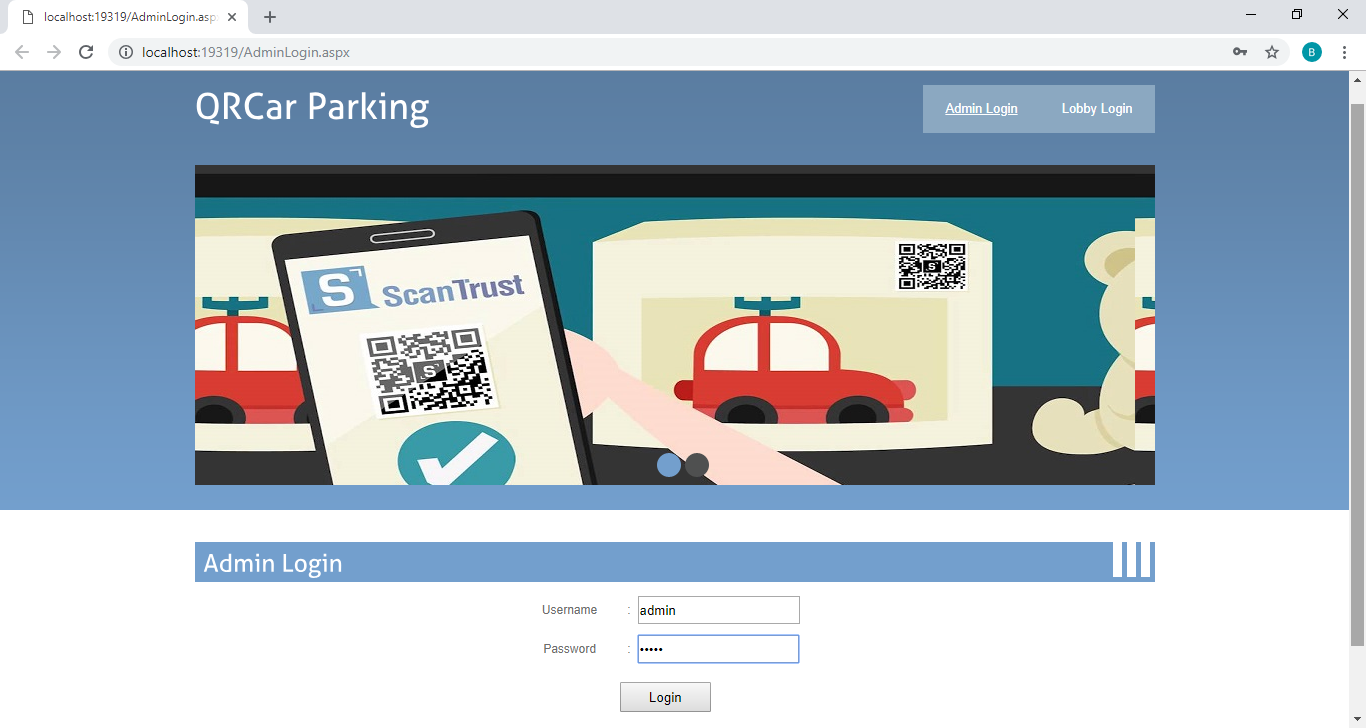 localhost:19319/AdminLogin.asp
localhost:19319/AdminLogin.aspx
B
QRCar Parking
Admin Login
Lobby Login
S ScanTrust
S
S
Admin Login
Username : admin
Password : •••••
Login